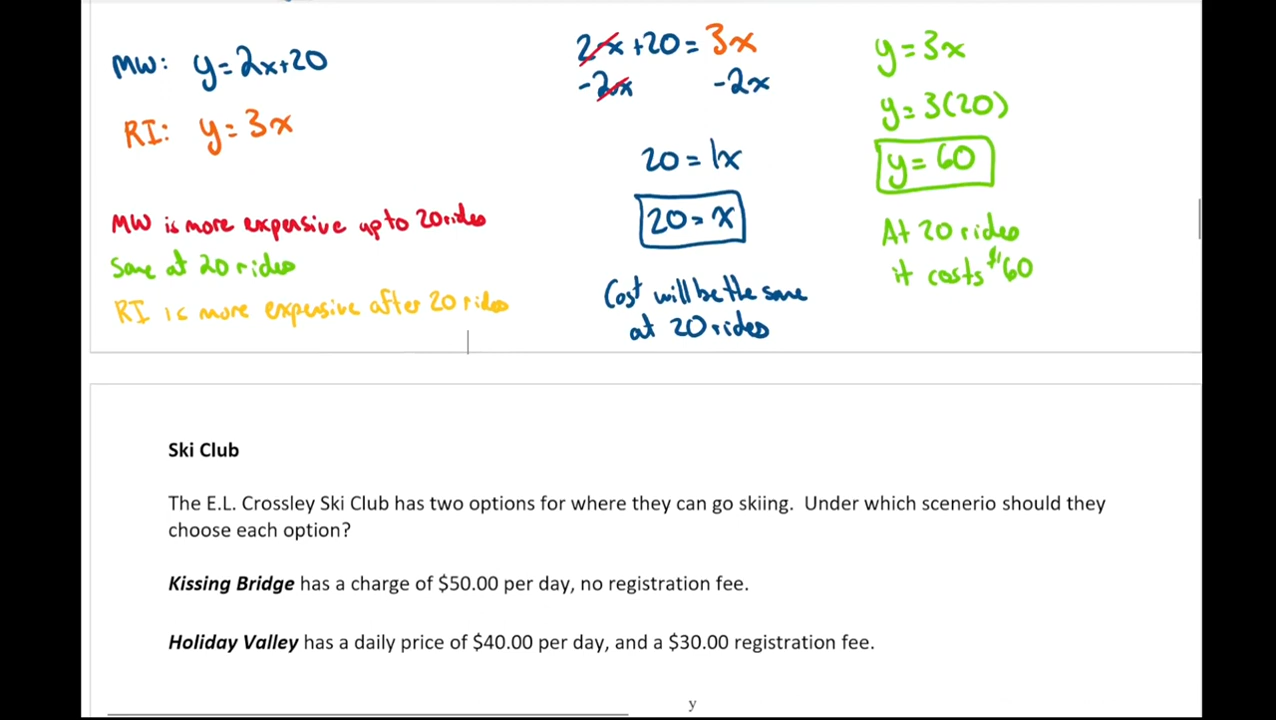 MW: y=2x+20
RI: y=3x
MW is more expensive up to 20 rides
Same at 20 rides
RI is more expensive after 20 rides
2x+20=3x
-2x -2x
20=1x
20=x
Cost will be the same
at 20 rides
y=3x
y=3(20)
y=60
At 20 rides
it costs $60
Ski Club
The E.L. Crossley Ski Club has two options for where they can go skiing. Under which scenerio should they
choose each option?
Kissing Bridge has a charge of $50.00 per day, no registration fee.
Holiday Valley has a daily price of $40.00 per day, and a $30.00 registration fee.
y